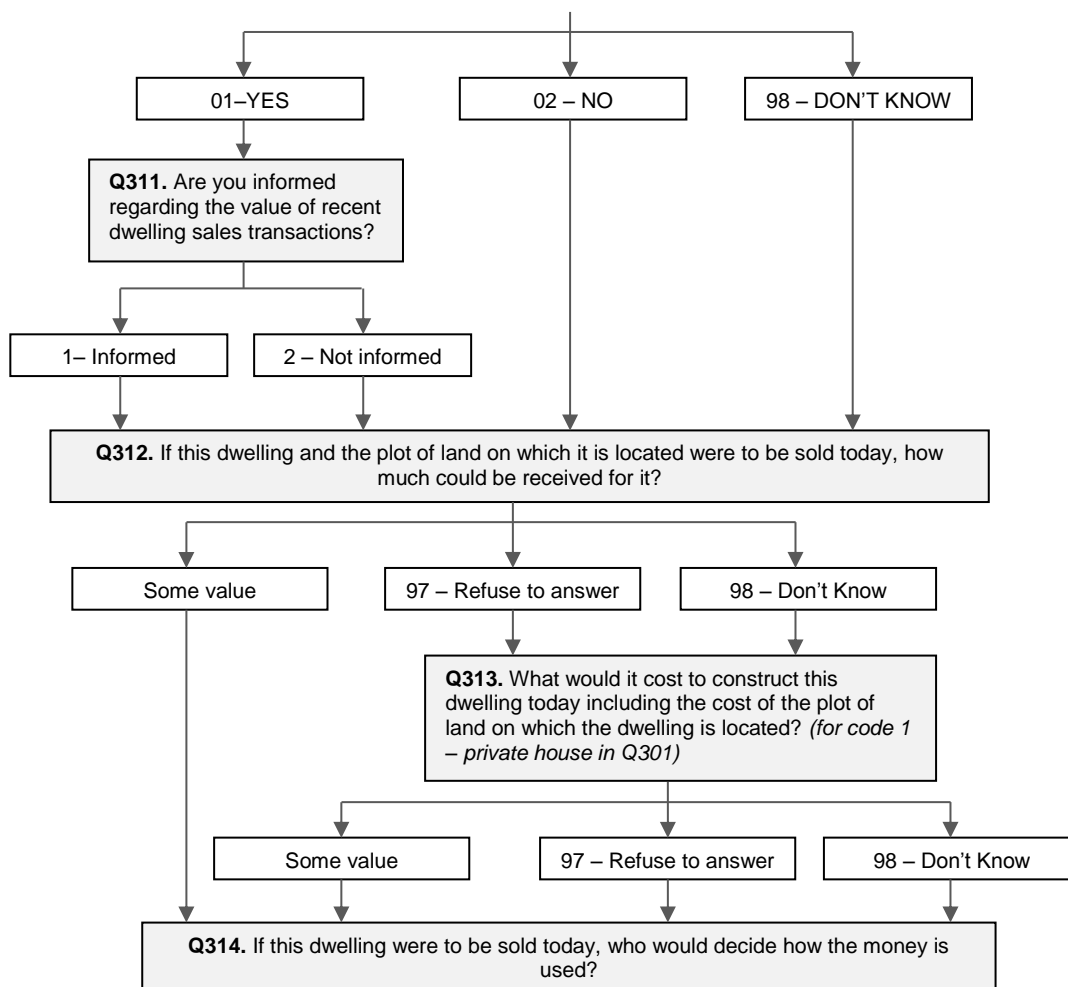 01–YES
02 – NO
98 – DON'T KNOW
Q311. Are you informed
regarding the value of recent
dwelling sales transactions?
1– Informed
2 – Not informed
Q312. If this dwelling and the plot of land on which it is located were to be sold today, how
much could be received for it?
Some value
97 – Refuse to answer
98 – Don't Know
Q313. What would it cost to construct this
dwelling today including the cost of the plot of
land on which the dwelling is located? (for code 1
– private house in Q301)
Some value
97 – Refuse to answer
98 – Don't Know
Q314. If this dwelling were to be sold today, who would decide how the money is
used?